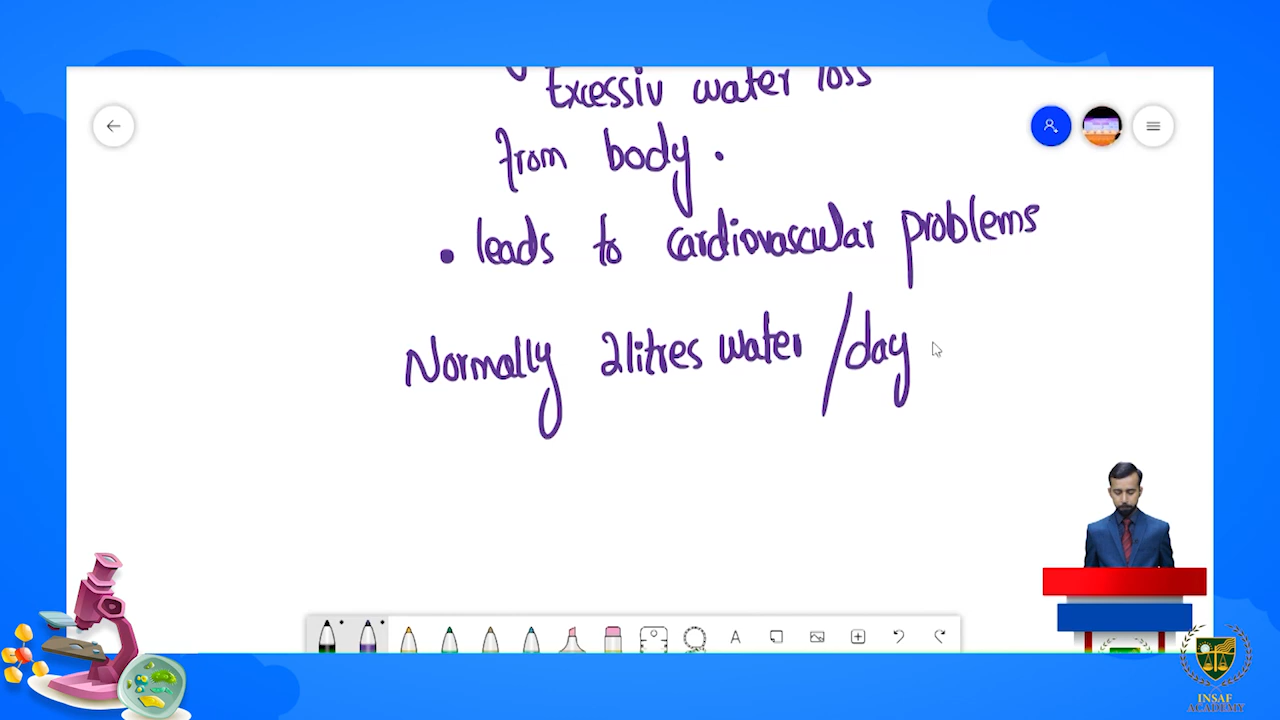 Excessiv water loss
from body .
• leads to cardiovascular problems
Normally 2litres water /day
A
INSAF
ACADEMY